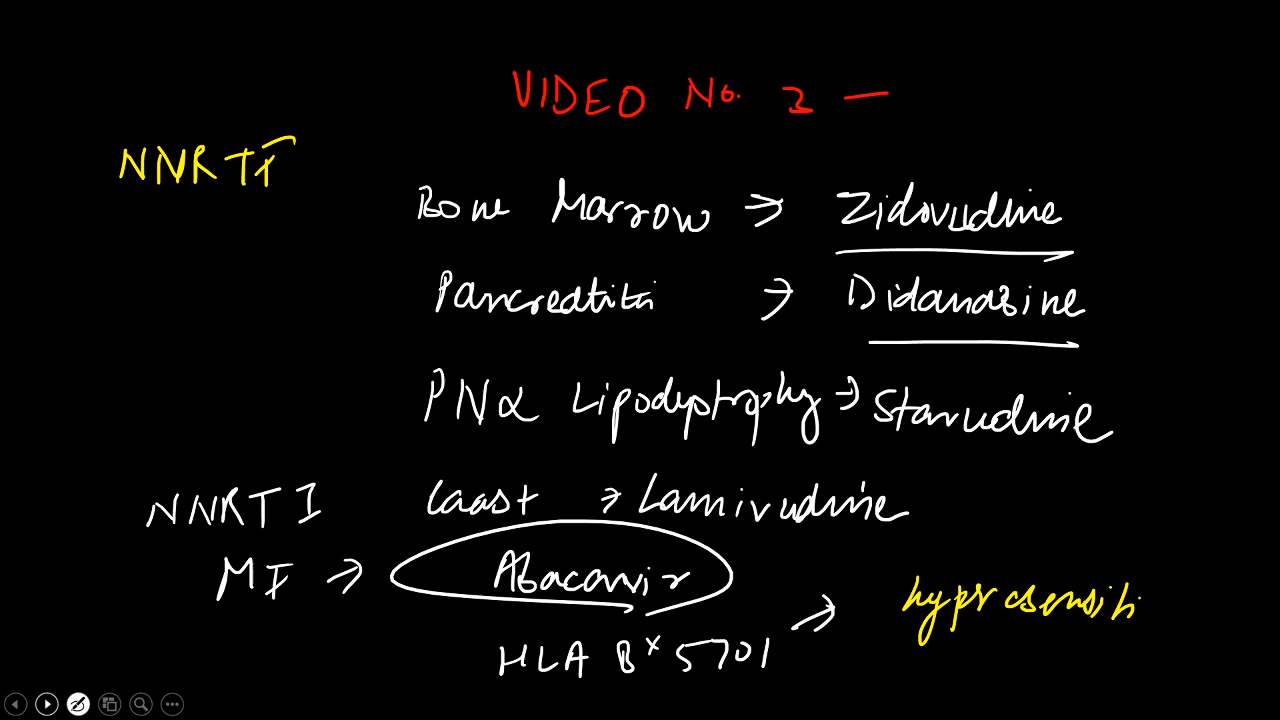 VIDEO No. 2 —
NNRTI
Bone Marrow ⇒ Zidovudine
Pancreatitis → Didanosine
PN & Lipodystrophy ⇒ Stavudine
NNRTI Least ⇒ Lamivudine
MI ⇒ Abacavir
HLA B* 5701 ⇒ hypersensiti